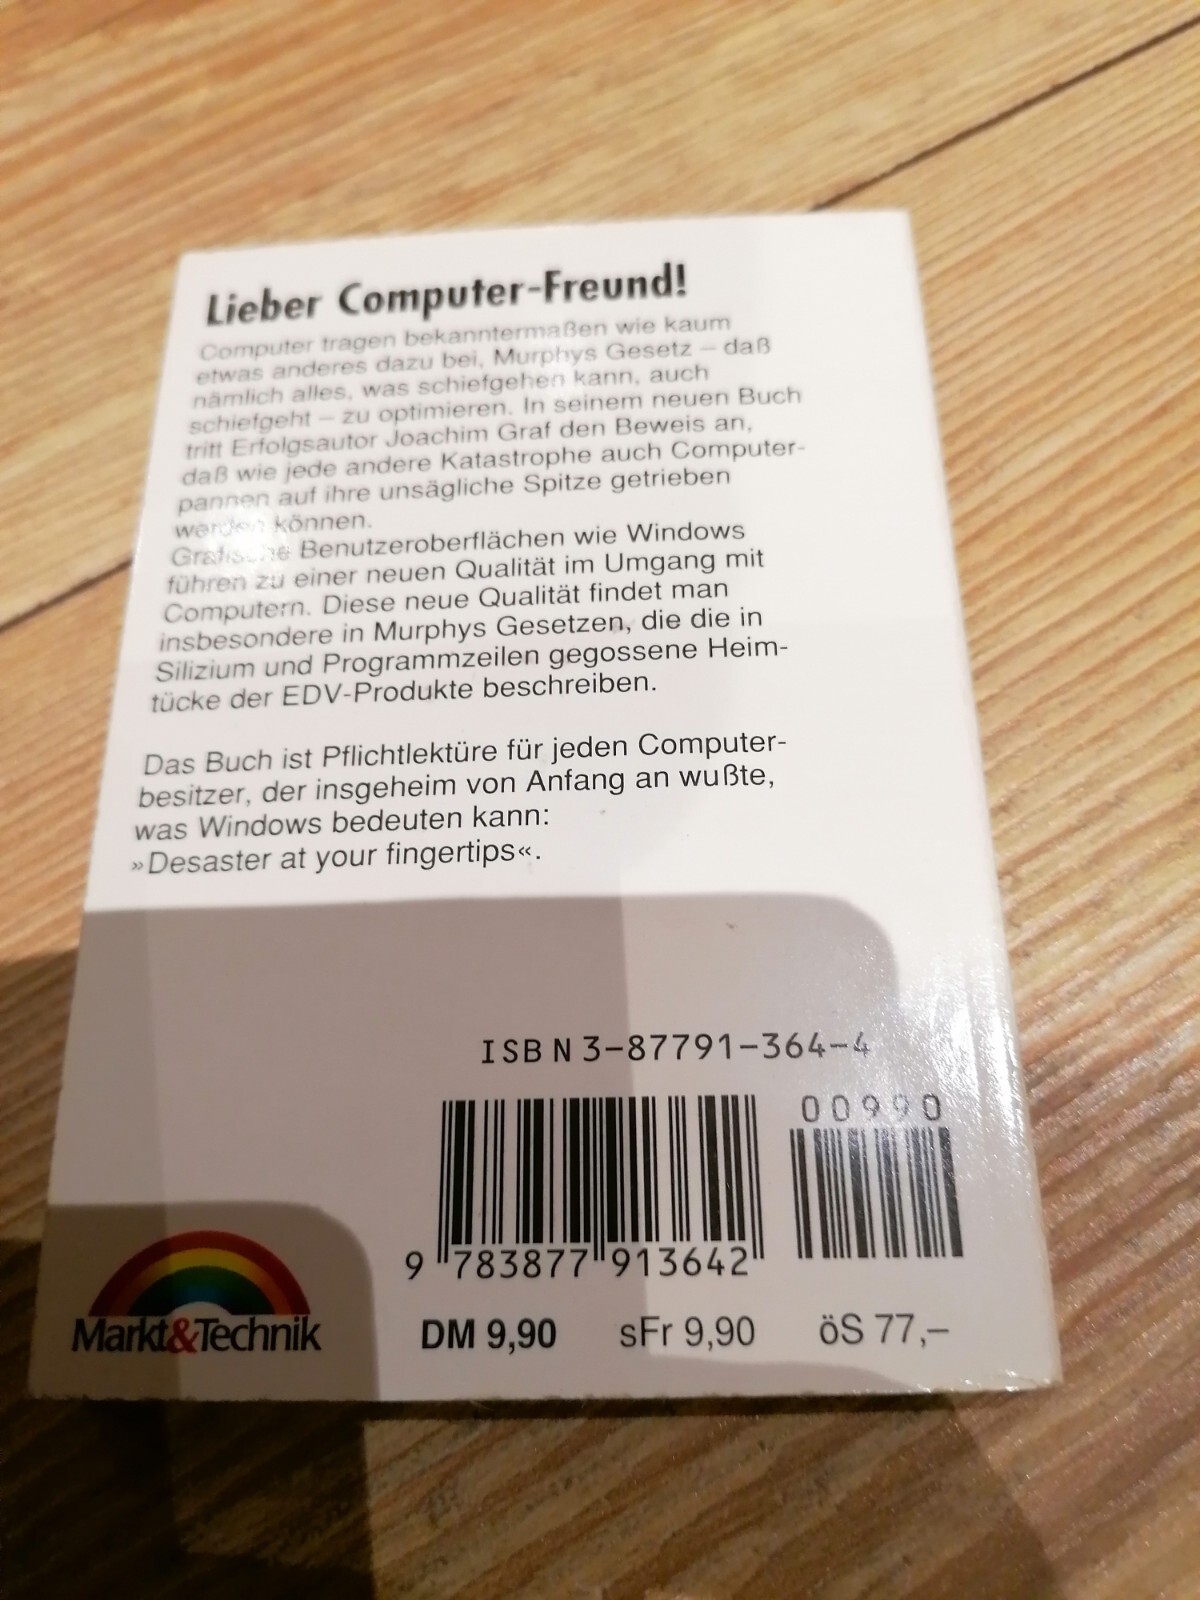 Lieber Computer-Freund!
Computer tragen bekanntermaßen wie kaum
etwas anderes dazu bei, Murphys Gesetz – daß
nämlich alles, was schiefgehen kann, auch
schiefgeht – zu optimieren. In seinem neuen Buch
tritt Erfolgsautor Joachim Graf den Beweis an,
daß wie jede andere Katastrophe auch Computer-
pannen auf ihre unsägliche Spitze getrieben
werden können.
Grafische Benutzeroberflächen wie Windows
führen zu einer neuen Qualität im Umgang mit
Computern. Diese neue Qualität findet man
insbesondere in Murphys Gesetzen, die die in
Silizium und Programmzeilen gegossene Heim-
tücke der EDV-Produkte beschreiben.
Das Buch ist Pflichtlektüre für jeden Computer-
besitzer, der insgeheim von Anfang an wußte,
was Windows bedeuten kann:
»Desaster at your fingertips«.
ISBN 3-87791-364-4
00990
9 783877 913642
Markt&Technik
DM 9,90 sFr 9,90 öS 77,–